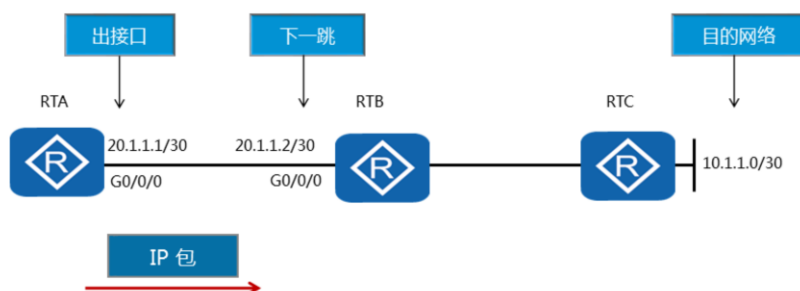 出接口
下一跳
目的网络
RTA
RTB
RTC
20.1.1.1/30
20.1.1.2/30
R
R
R
10.1.1.0/30
G0/0/0
G0/0/0
IP 包